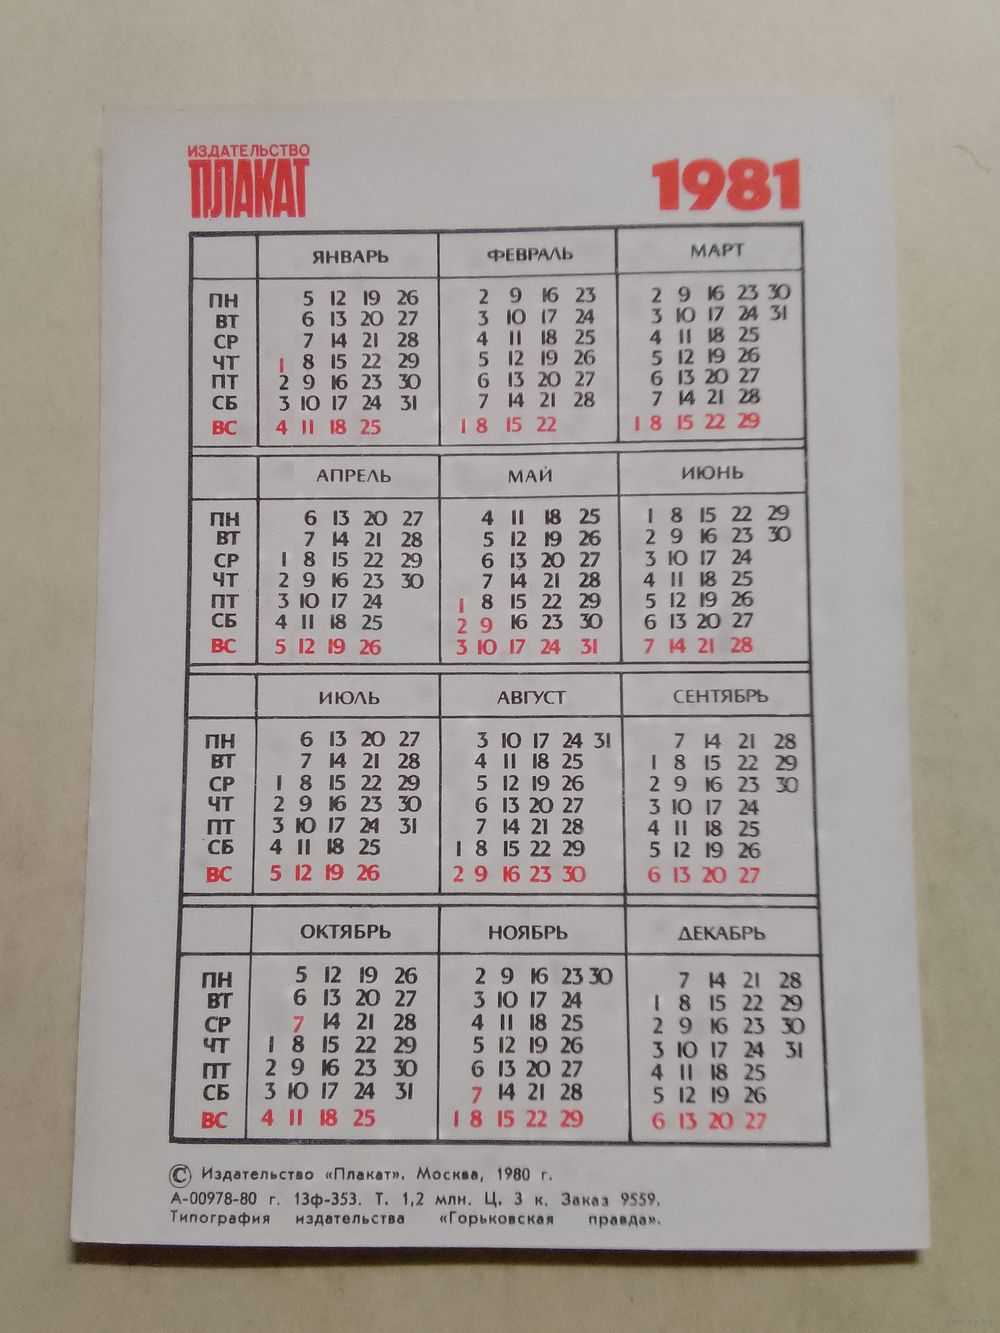 ИЗДАТЕЛЬСТВО
ПЛАКАТ
1981
ЯНВАРЬ ФЕВРАЛЬ МАРТ
ПН 5 12 19 26 2 9 16 23 2 9 16 23 30
ВТ 6 13 20 27 3 10 17 24 3 10 17 24 31
СР 7 14 21 28 4 11 18 25 4 11 18 25
ЧТ 1 8 15 22 29 5 12 19 26 5 12 19 26
ПТ 2 9 16 23 30 6 13 20 27 6 13 20 27
СБ 3 10 17 24 31 7 14 21 28 7 14 21 28
ВС 4 11 18 25 1 8 15 22 1 8 15 22 29
АПРЕЛЬ МАЙ ИЮНЬ
ПН 6 13 20 27 4 11 18 25 1 8 15 22 29
ВТ 7 14 21 28 5 12 19 26 2 9 16 23 30
СР 1 8 15 22 29 6 13 20 27 3 10 17 24
ЧТ 2 9 16 23 30 7 14 21 28 4 11 18 25
ПТ 3 10 17 24 1 8 15 22 29 5 12 19 26
СБ 4 11 18 25 2 9 16 23 30 6 13 20 27
ВС 5 12 19 26 3 10 17 24 31 7 14 21 28
ИЮЛЬ АВГУСТ СЕНТЯБРЬ
ПН 6 13 20 27 3 10 17 24 31 7 14 21 28
ВТ 7 14 21 28 4 11 18 25 1 8 15 22 29
СР 1 8 15 22 29 5 12 19 26 2 9 16 23 30
ЧТ 2 9 16 23 30 6 13 20 27 3 10 17 24
ПТ 3 10 17 24 31 7 14 21 28 4 11 18 25
СБ 4 11 18 25 1 8 15 22 29 5 12 19 26
ВС 5 12 19 26 2 9 16 23 30 6 13 20 27
ОКТЯБРЬ НОЯБРЬ ДЕКАБРЬ
ПН 5 12 19 26 2 9 16 23 30 7 14 21 28
ВТ 6 13 20 27 3 10 17 24 1 8 15 22 29
СР 7 14 21 28 4 11 18 25 2 9 16 23 30
ЧТ 1 8 15 22 29 5 12 19 26 3 10 17 24 31
ПТ 2 9 16 23 30 6 13 20 27 4 11 18 25
СБ 3 10 17 24 31 7 14 21 28 5 12 19 26
ВС 4 11 18 25 1 8 15 22 29 6 13 20 27
© Издательство «Плакат». Москва, 1980 г.
А-00978-80 г. 13ф-353. Т. 1,2 млн. Ц. 3 к. Заказ 9559.
Типография издательства «Горьковская правда».